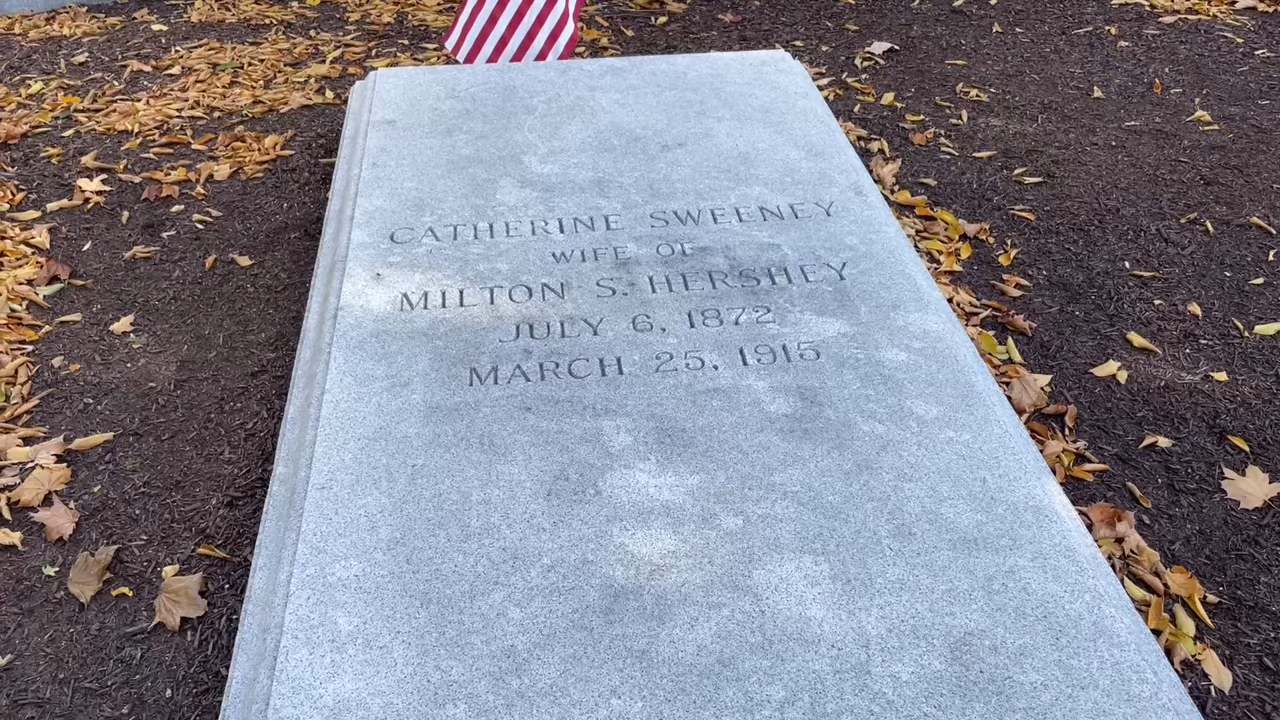 CATHERINE SWEENEY
WIFE OF
MILTON S. HERSHEY
JULY 6, 1872
MARCH 25, 1915